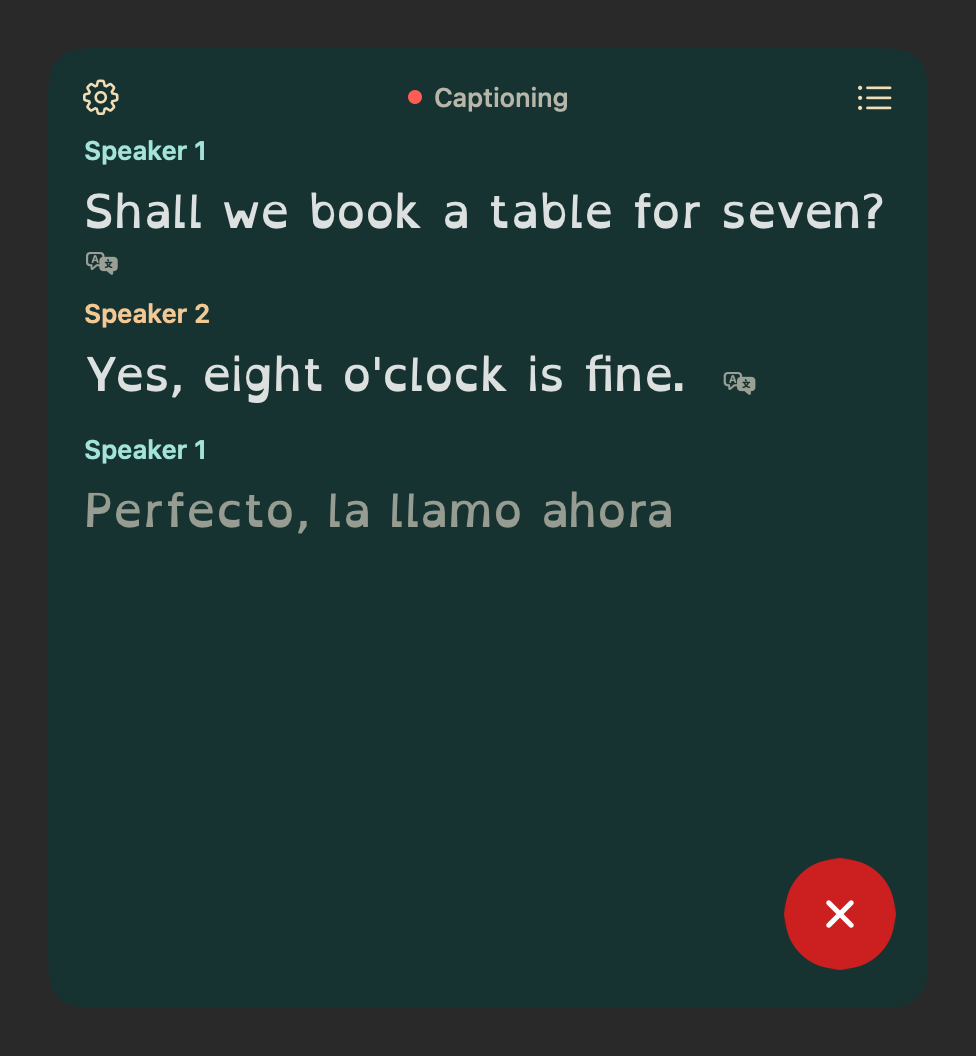 Captioning
Speaker 1
Shall we book a table for seven?
Speaker 2
Yes, eight o'clock is fine.
Speaker 1
Perfecto, la llamo ahora